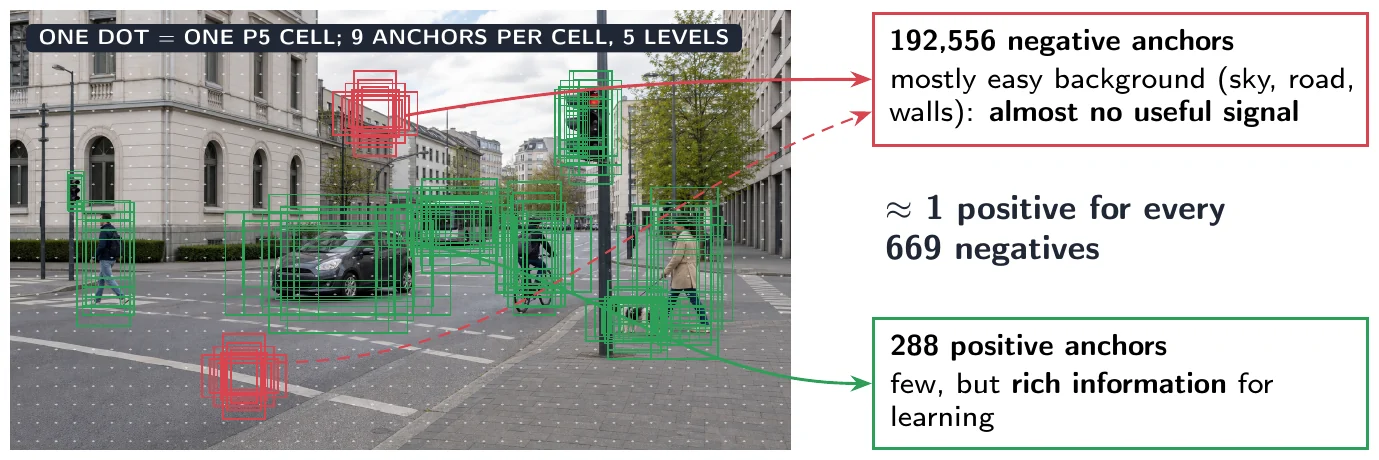 ONE DOT = ONE P5 CELL; 9 ANCHORS PER CELL, 5 LEVELS
192,556 negative anchors
mostly easy background (sky, road,
walls): almost no useful signal
≈ 1 positive for every
669 negatives
288 positive anchors
few, but rich information for
learning